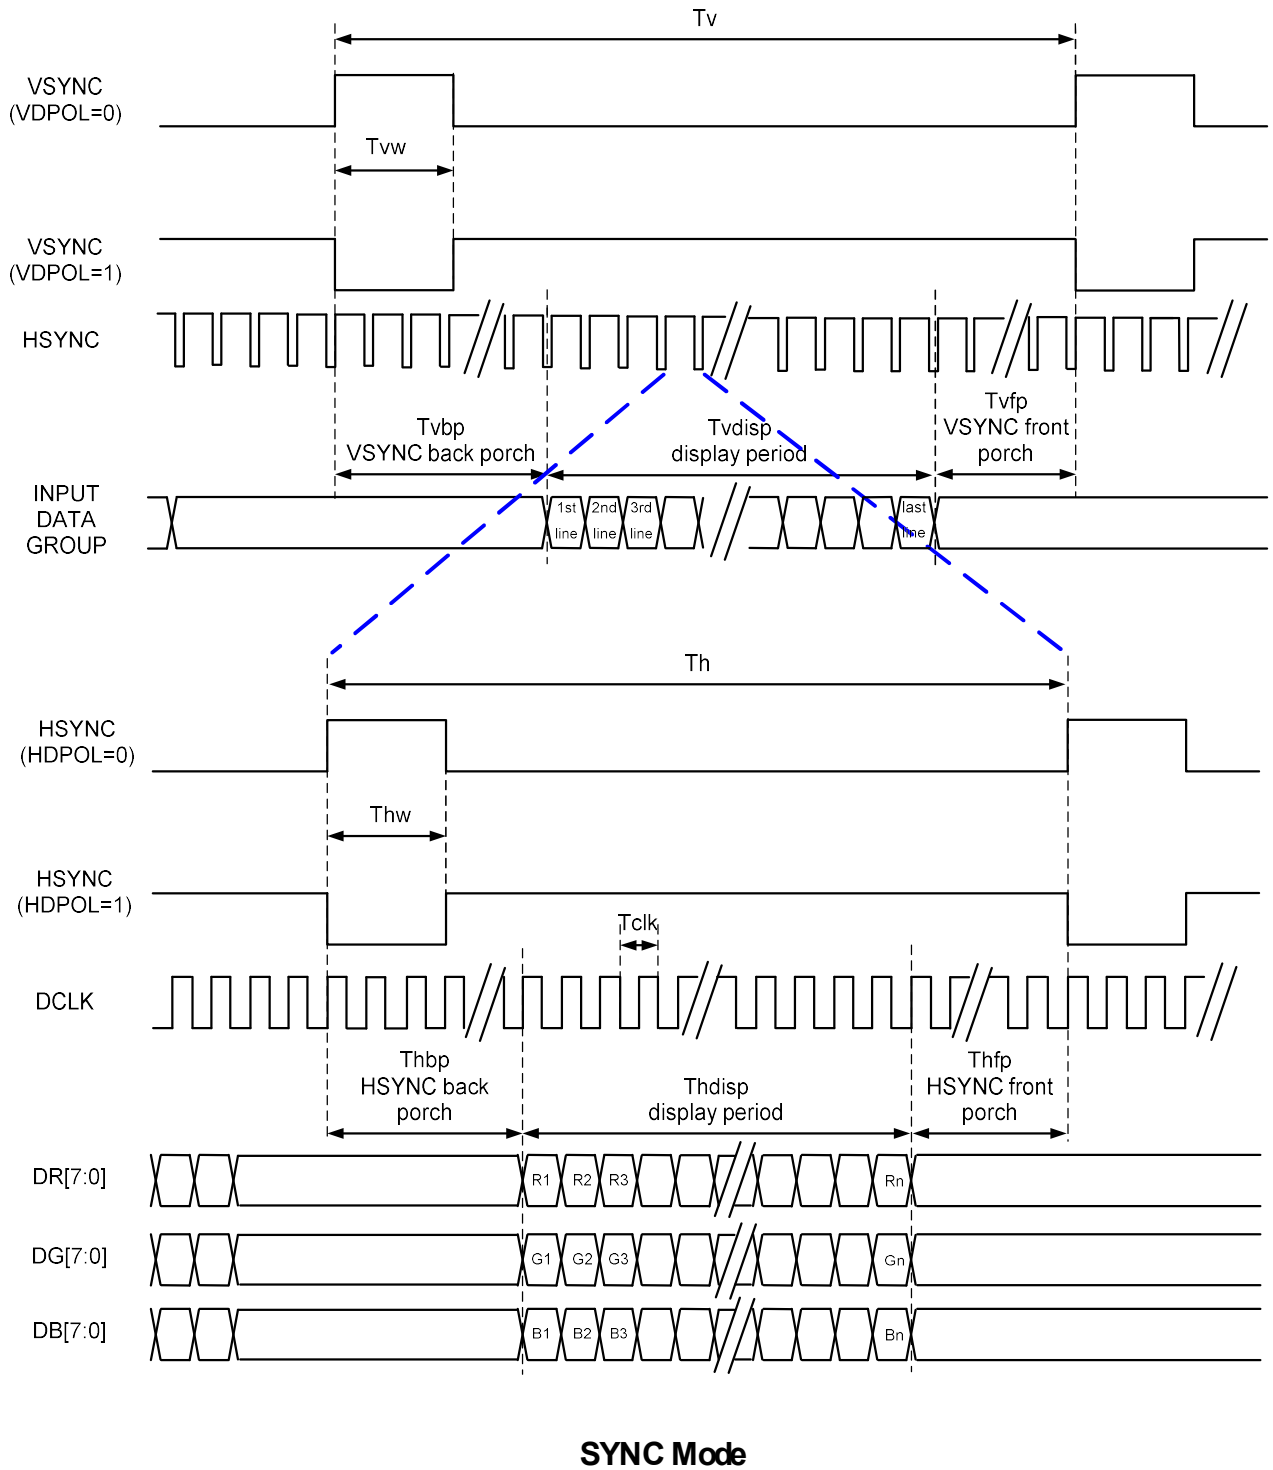 Tv
VSYNC
(VDPOL=0)
Tvw
VSYNC
(VDPOL=1)
HSYNC
Tvbp
VSYNC back porch
Tvdisp
display period
Tvfp
VSYNC front
porch
INPUT
DATA
GROUP
1st
line
2nd
line
3rd
line
last
line
Th
HSYNC
(HDPOL=0)
Thw
HSYNC
(HDPOL=1)
Tclk
DCLK
Thbp
HSYNC back
porch
Thdisp
display period
Thfp
HSYNC front
porch
DR[7:0]
R1
R2
R3
Rn
DG[7:0]
G1
G2
G3
Gn
DB[7:0]
B1
B2
B3
Bn
SYNC Mode